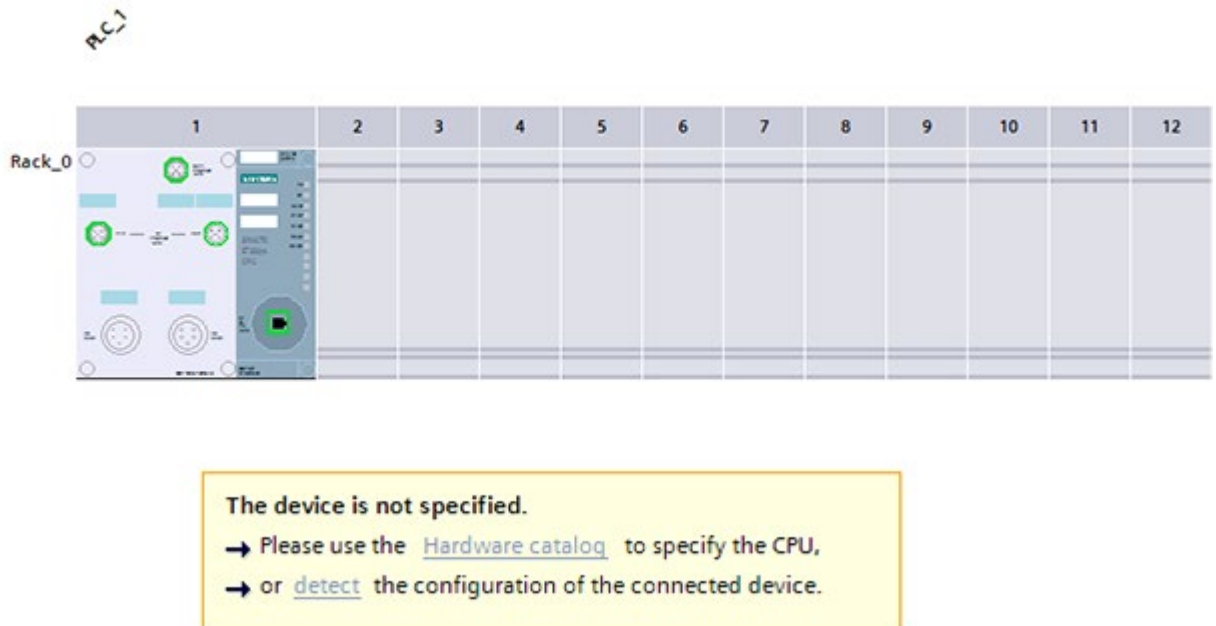 PLC_1
1 2 3 4 5 6 7 8 9 10 11 12
Rack_0
The device is not specified.
→ Please use the Hardware catalog to specify the CPU,
→ or detect the configuration of the connected device.